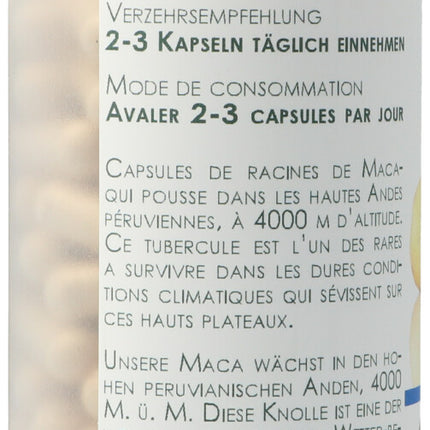 Verzehrsempfehlung
2-3 Kapseln täglich einnehmen
Mode de consommation
Avaler 2-3 capsules par jour
Capsules de racines de Maca-
qui pousse dans les hautes Andes
péruviennes, à 4000 m d'altitude.
Ce tubercule est l'un des rares
a survivre dans les dures condi-
tions climatiques qui sévissent sur
ces hauts plateaux.
Unsere Maca wächst in den ho-
hen peruvianischen Anden, 4000
m. ü. M. Diese Knolle ist eine der